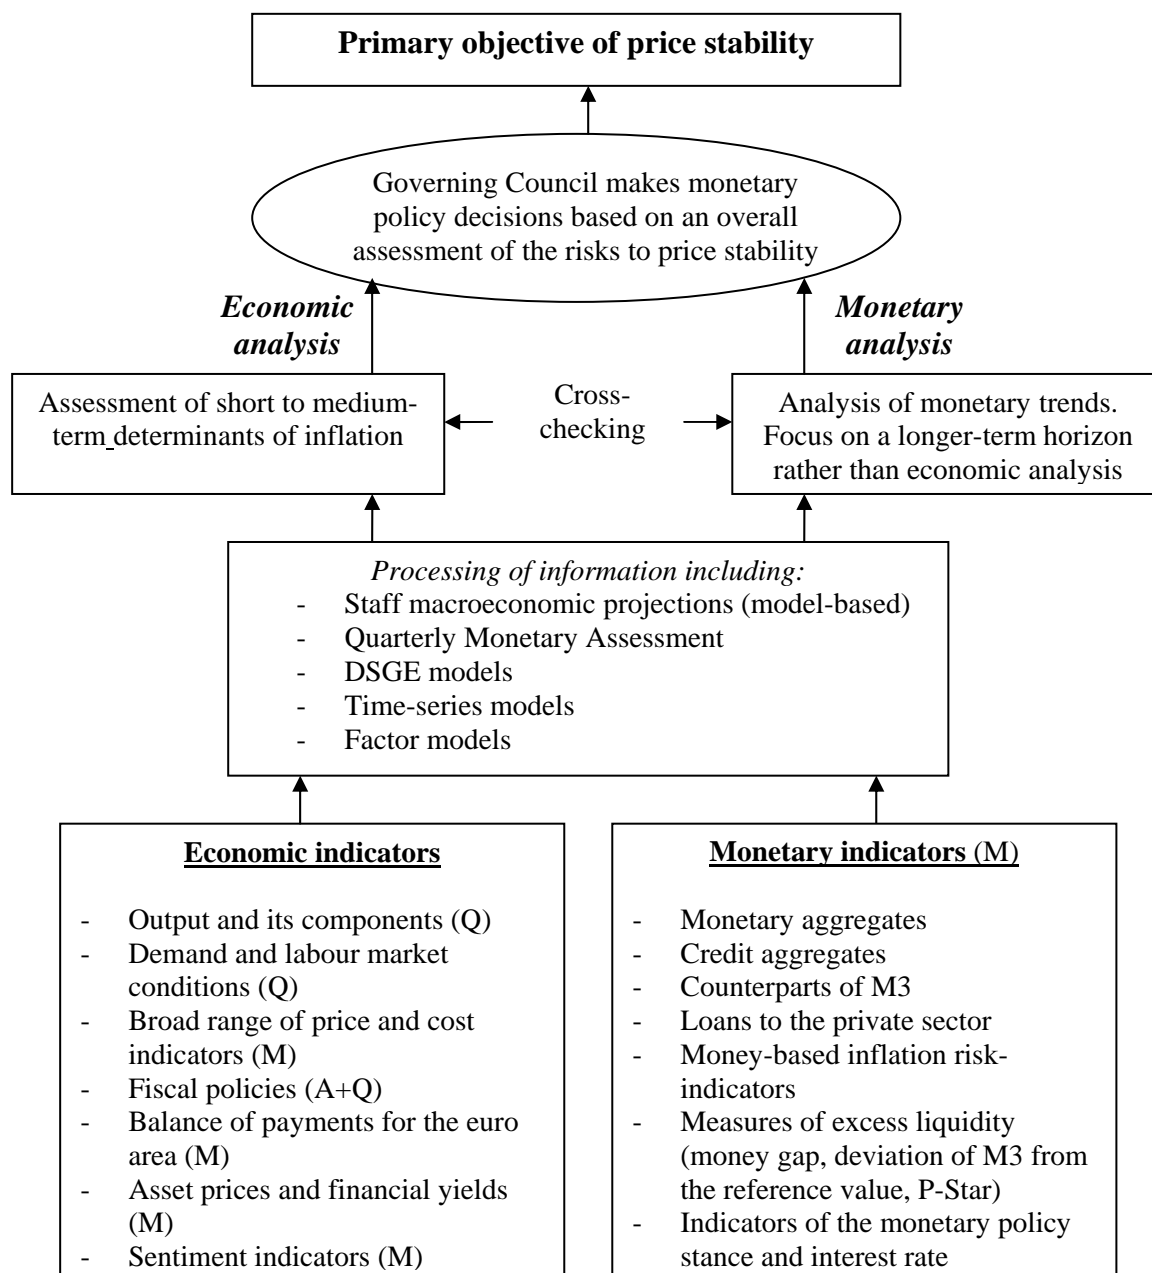 Primary objective of price stability
Governing Council makes monetary
policy decisions based on an overall
assessment of the risks to price stability
Economic
analysis
Monetary
analysis
Assessment of short to medium-
term determinants of inflation
Cross-
checking
Analysis of monetary trends.
Focus on a longer-term horizon
rather than economic analysis
Processing of information including:
- Staff macroeconomic projections (model-based)
- Quarterly Monetary Assessment
- DSGE models
- Time-series models
- Factor models
Economic indicators
- Output and its components (Q)
- Demand and labour market
conditions (Q)
- Broad range of price and cost
indicators (M)
- Fiscal policies (A+Q)
- Balance of payments for the euro
area (M)
- Asset prices and financial yields
(M)
- Sentiment indicators (M)
Monetary indicators (M)
- Monetary aggregates
- Credit aggregates
- Counterparts of M3
- Loans to the private sector
- Money-based inflation risk-
indicators
- Measures of excess liquidity
(money gap, deviation of M3 from
the reference value, P-Star)
- Indicators of the monetary policy
stance and interest rate